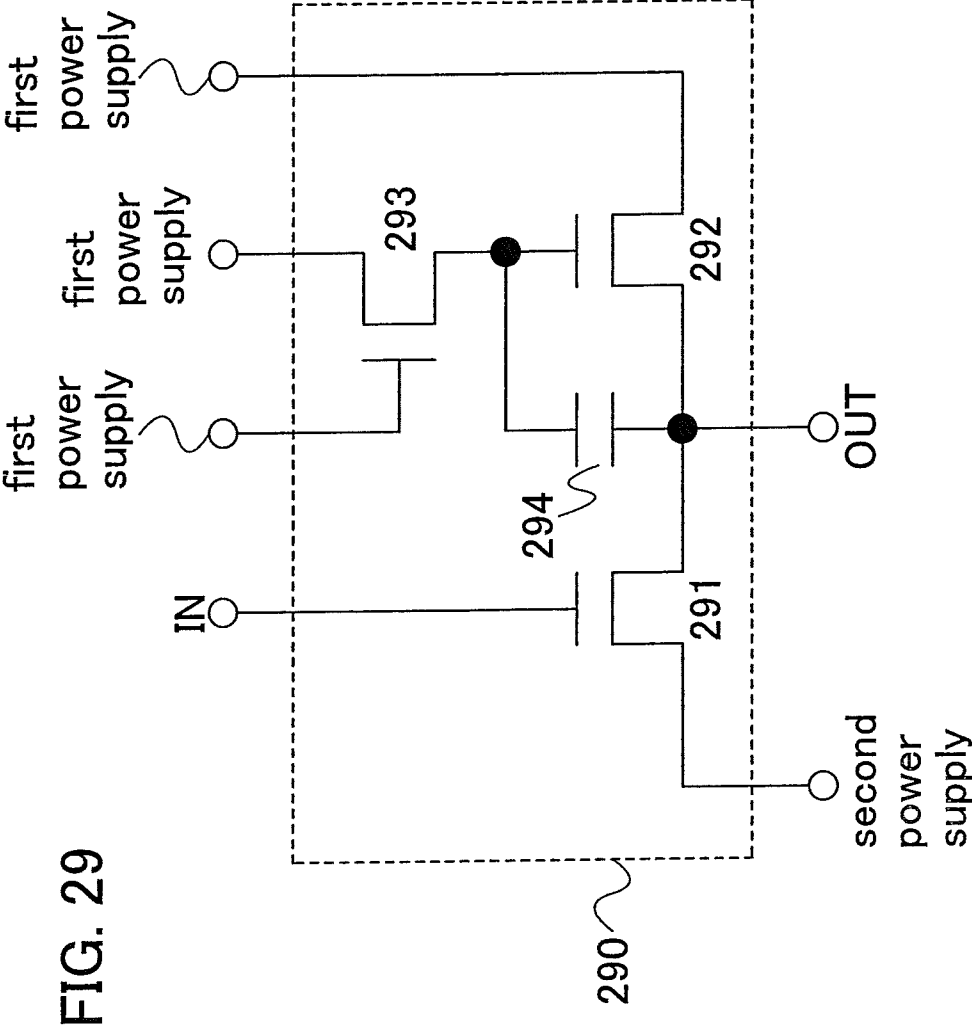 FIG. 29
290
IN
first
power
supply
first
power
supply
first
power
supply
293
294
291
292
second
power
supply
OUT